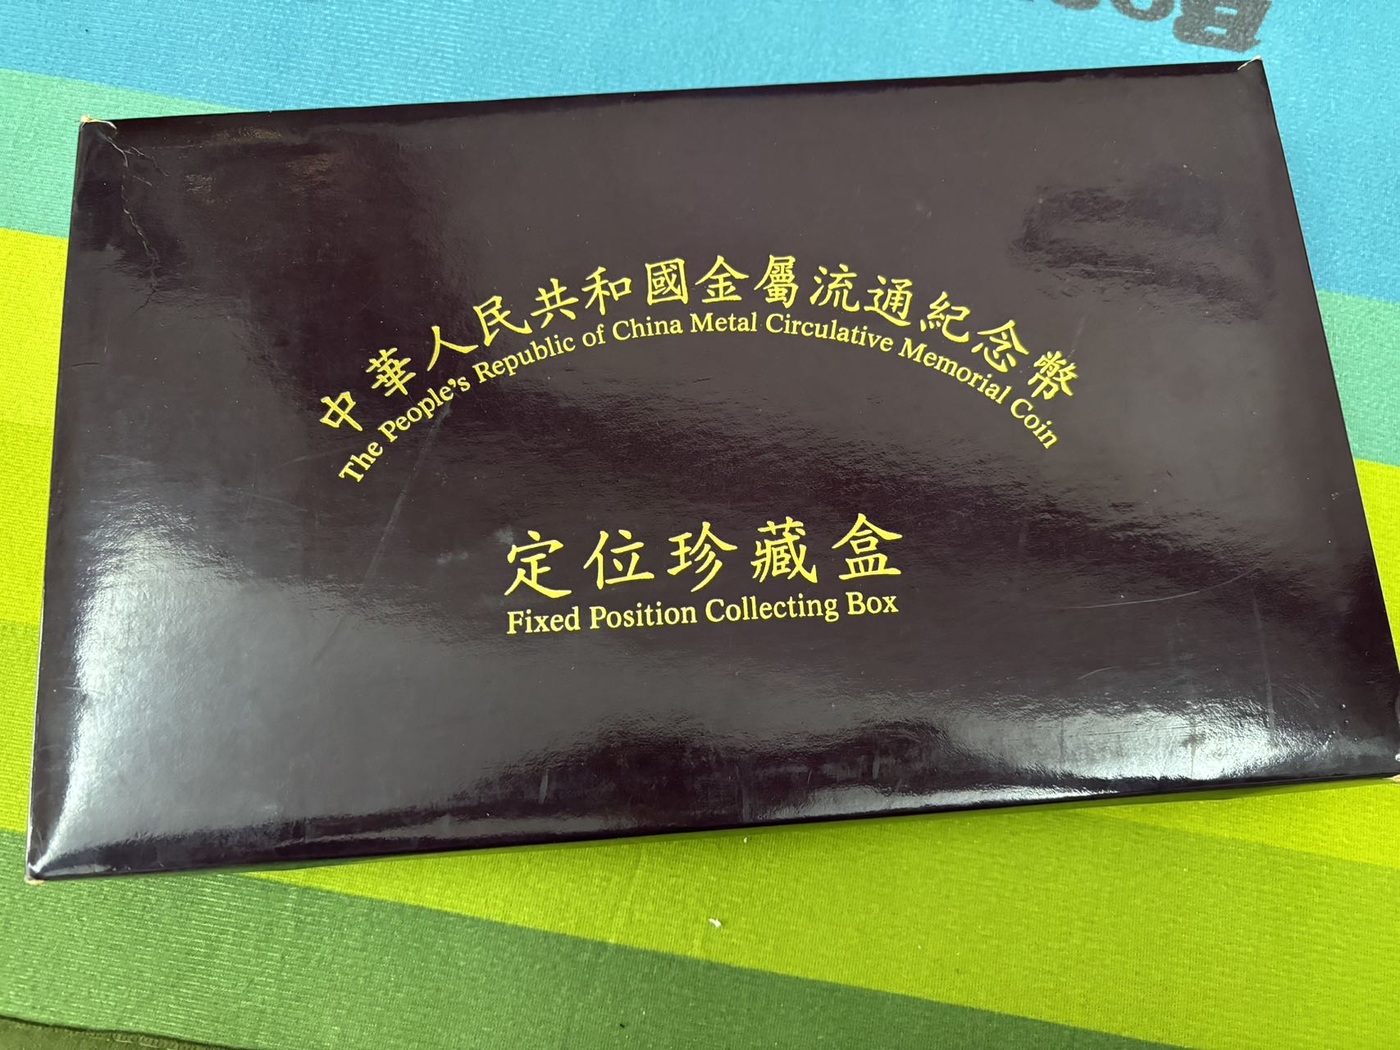 中華人民共和國金屬流通紀念幣
The People's Republic of China Metal Circulative Memorial Coin
定位珍藏盒
Fixed Position Collecting Box